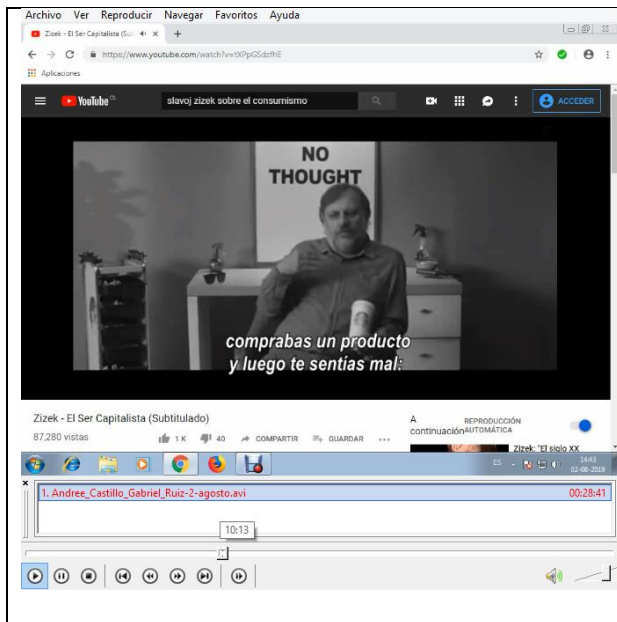 Archivo Ver Reproducir Navegar Favoritos Ayuda
Zizek - El Ser Capitalista (Su
https://www.youtube.com/watch?v=tXPpGSdzfhE
Aplicaciones
YouTube CL
slavoj zizek sobre el consumismo
ACCEDER
NO
THOUGHT
comprabas un producto
y luego te sentías mal:
Zizek - El Ser Capitalista (Subtitulado)
87,280 vistas
1 K
40
COMPARTIR
GUARDAR
A
continuación
REPRODUCCIÓN
AUTOMÁTICA
Zizek: "El siglo XX
ES
14:43
02-08-2019
1. Andree_Castillo_Gabriel_Ruiz-2-agosto.avi 00:28:41
10:13